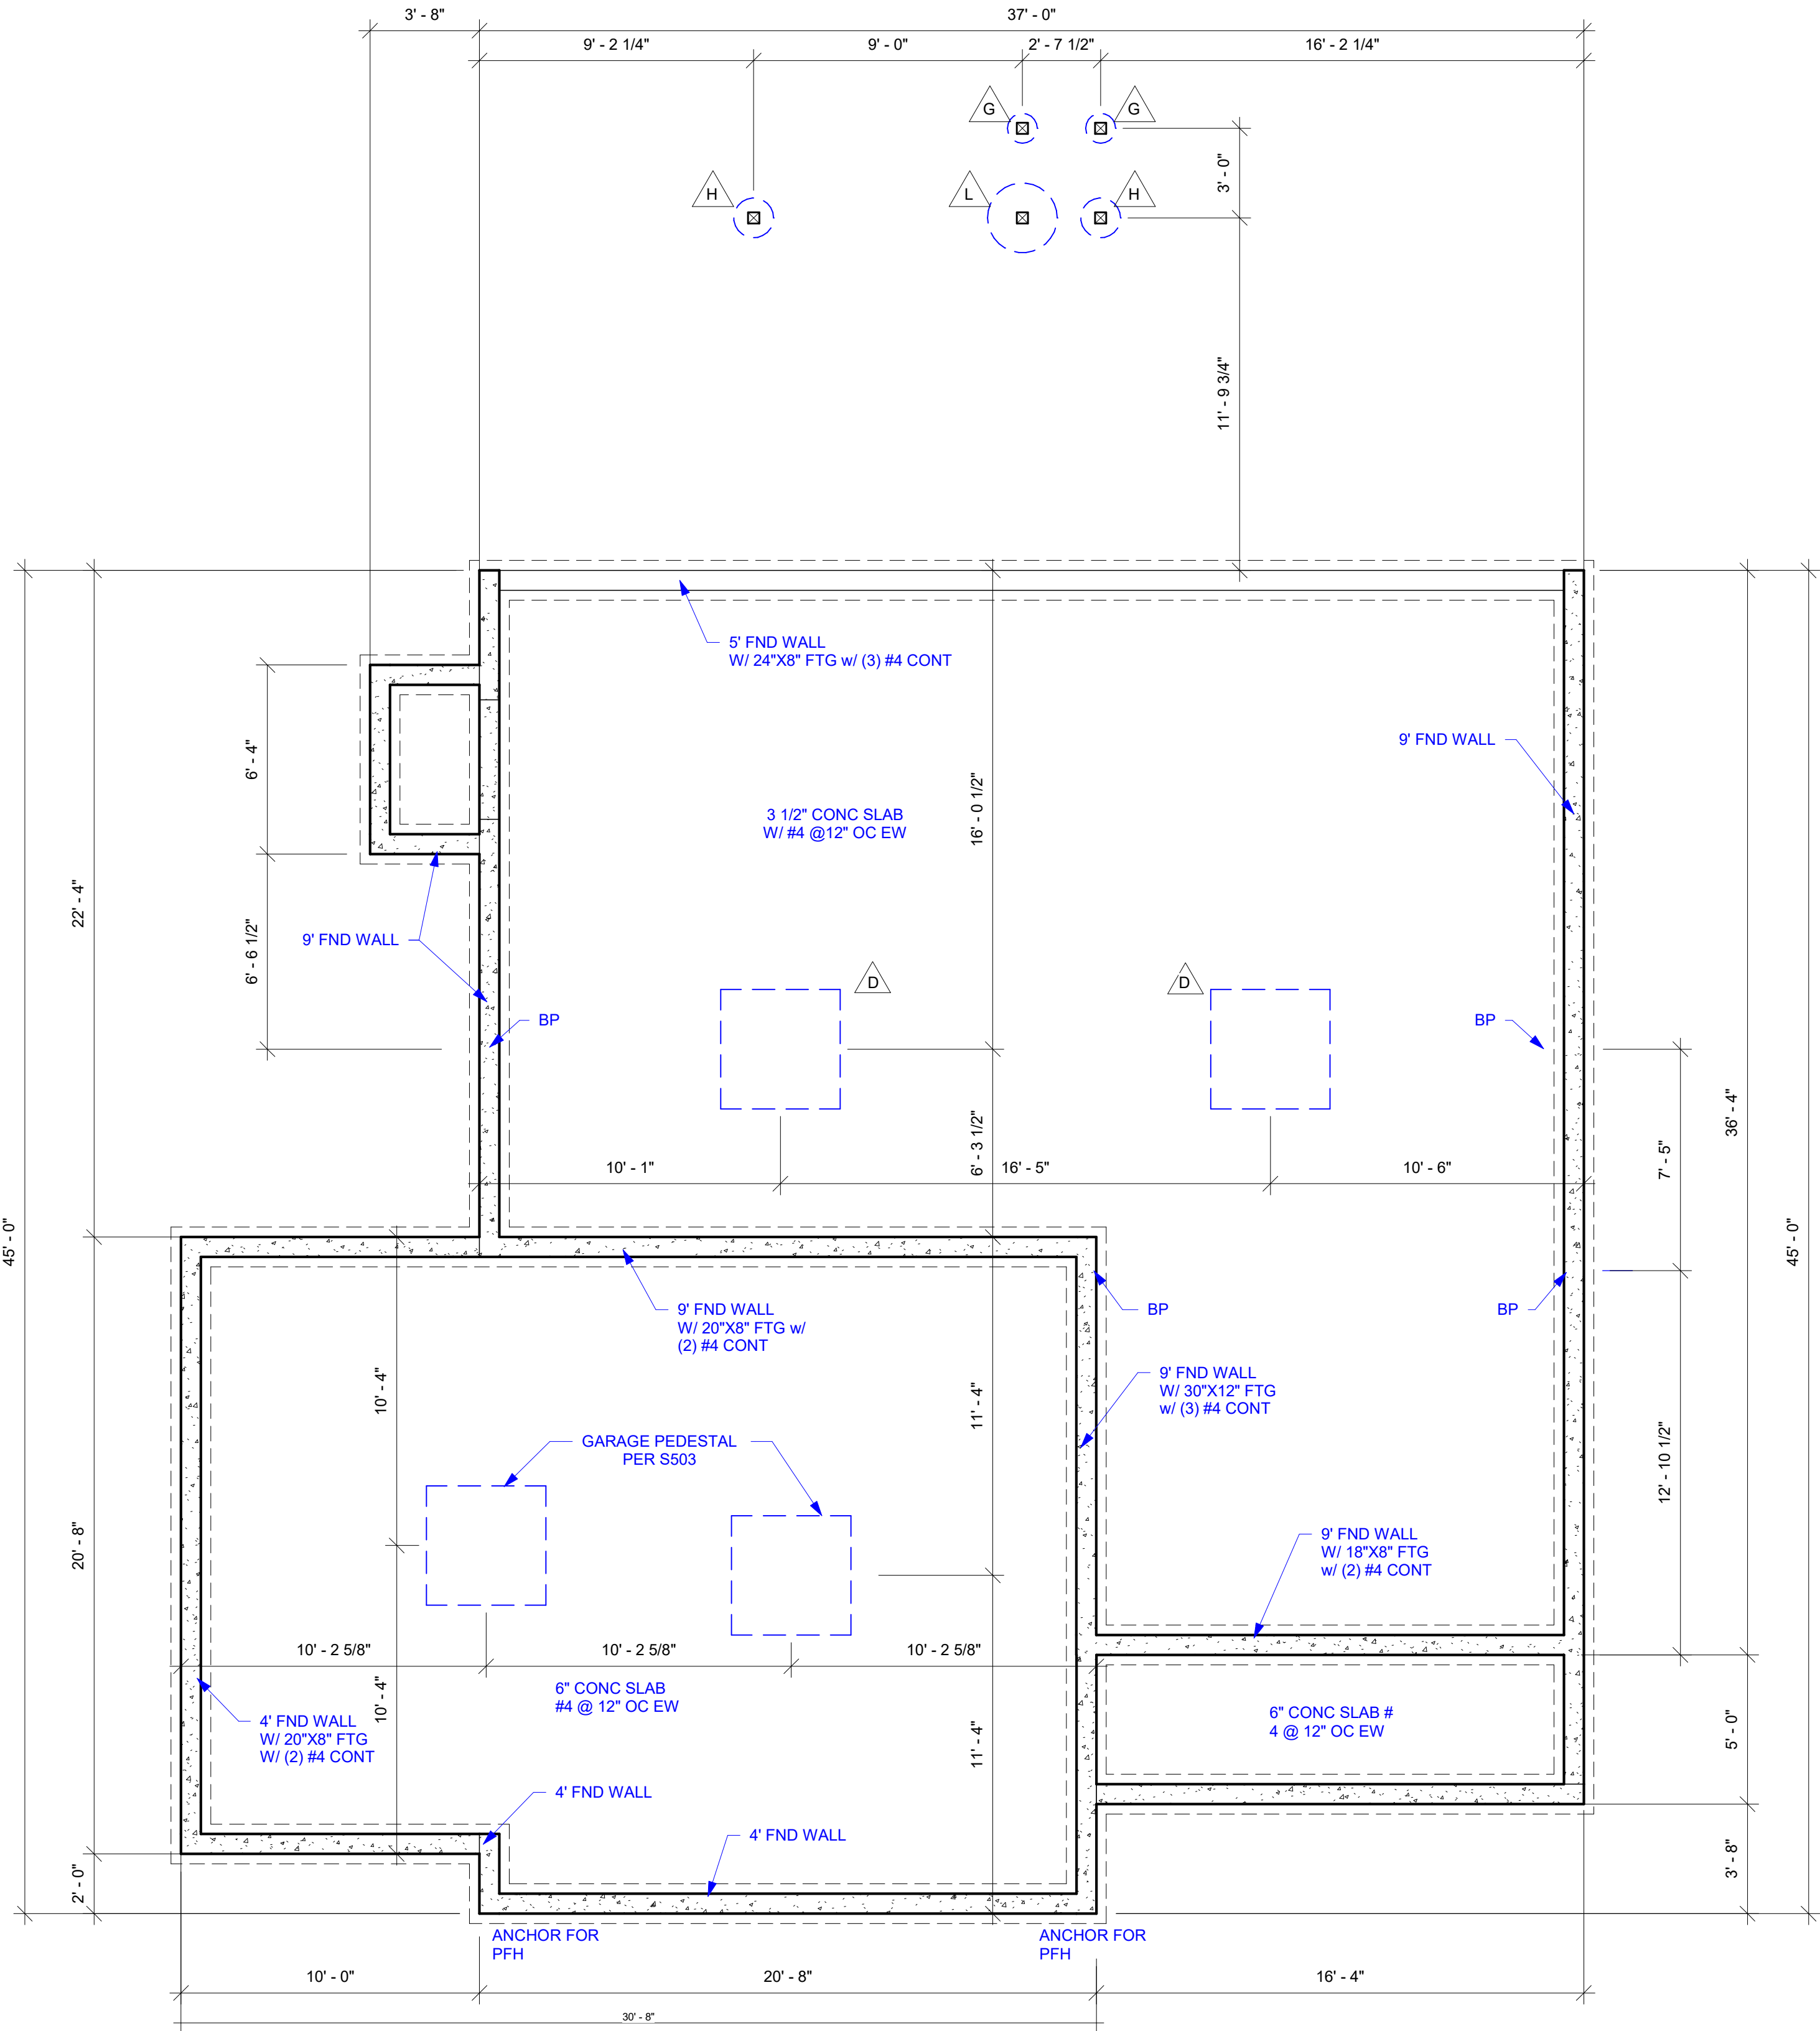 3' - 8"
37' - 0"
9' - 2 1/4"
9' - 0"
2' - 7 1/2"
16' - 2 1/4"
G
G
3' - 0"
H
L
H
11' - 9 3/4"
5' FND WALL
W/ 24"X8" FTG w/ (3) #4 CONT
9' FND WALL
6' - 4"
3 1/2" CONC SLAB
W/ #4 @12" OC EW
16' - 0 1/2"
22' - 4"
9' FND WALL
6' - 6 1/2"
D
D
BP
BP
36' - 4"
7' - 5"
6' - 3 1/2"
10' - 1"
16' - 5"
10' - 6"
45' - 0"
45' - 0"
9' FND WALL
W/ 20"X8" FTG w/
(2) #4 CONT
BP
BP
9' FND WALL
W/ 30"X12" FTG
w/ (3) #4 CONT
10' - 4"
11' - 4"
GARAGE PEDESTAL
PER S503
12' - 10 1/2"
20' - 8"
9' FND WALL
W/ 18"X8" FTG
w/ (2) #4 CONT
10' - 2 5/8"
10' - 2 5/8"
10' - 2 5/8"
6" CONC SLAB
#4 @ 12" OC EW
10' - 4"
4' FND WALL
W/ 20"X8" FTG
W/ (2) #4 CONT
6" CONC SLAB #
4 @ 12" OC EW
11' - 4"
5' - 0"
4' FND WALL
4' FND WALL
2' - 0"
3' - 8"
ANCHOR FOR
PFH
ANCHOR FOR
PFH
10' - 0"
20' - 8"
16' - 4"
30' - 8"